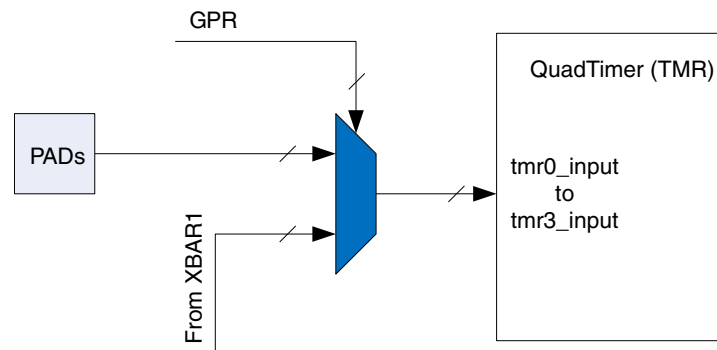 GPR
QuadTimer (TMR)
PADs
tmr0_input
to
tmr3_input
From XBAR1